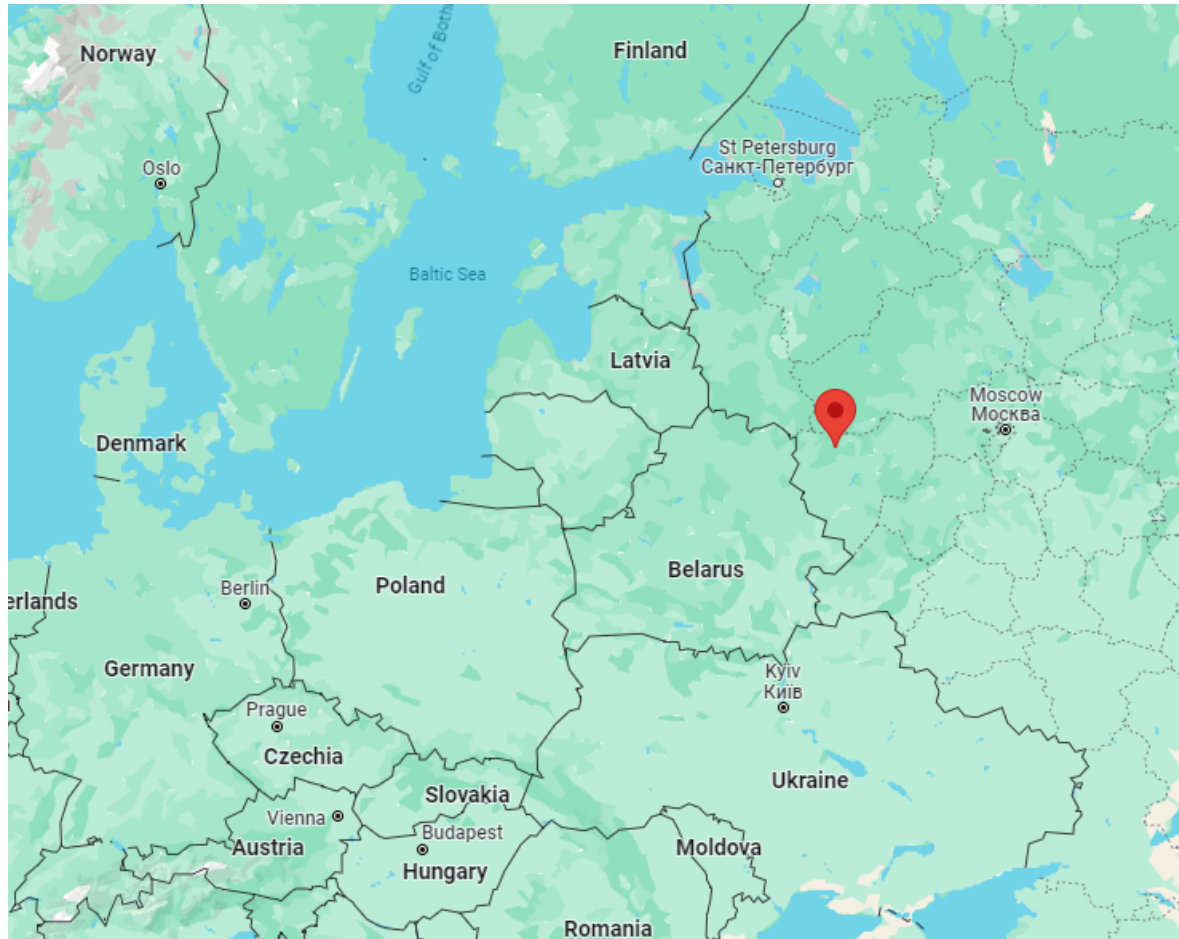 Norway
Finland
Gulf of Both
St Petersburg
Санкт-Петербург
Oslo
Baltic Sea
Latvia
Moscow
Москва
Denmark
Belarus
Poland
Berlin
erlands
Germany
Kyiv
Київ
Prague
Czechia
Ukraine
Slovakia
Vienna
Budapest
Austria
Moldova
Hungary
Romania